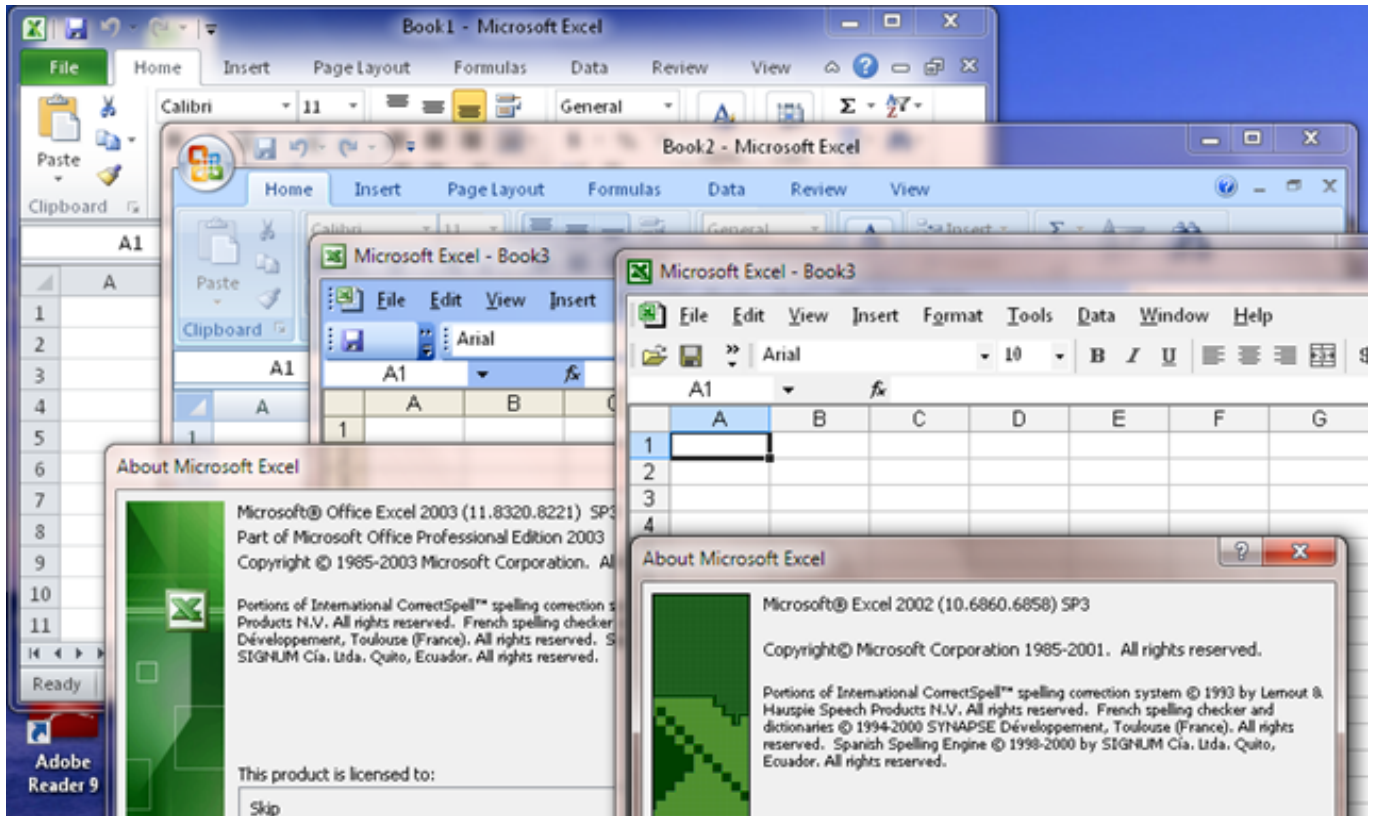 Book1 - Microsoft Excel
File Home Insert Page Layout Formulas Data Review View
Calibri 11 General
Paste
Clipboard
A1
A
1
2
3
4
5
6
7
8
9
10
11
Ready
Book2 - Microsoft Excel
Home Insert Page Layout Formulas Data Review View
Calibri 11 General Insert
Paste
Clipboard
A1
A
1
Microsoft Excel - Book3
File Edit View Insert
Arial
A1 fx
A B
1
Microsoft Excel - Book3
File Edit View Insert Format Tools Data Window Help
Arial 10 B I U
A1 fx
A B C D E F G
1
2
3
4
About Microsoft Excel
Microsoft® Office Excel 2003 (11.8320.8221) SP3
Part of Microsoft Office Professional Edition 2003
Copyright © 1985-2003 Microsoft Corporation. Al
Portions of International CorrectSpell™ spelling correction s
Products N.V. All rights reserved. French spelling checker
Développement, Toulouse (France). All rights reserved. S
SIGNUM Cía. Ltda. Quito, Ecuador. All rights reserved.
This product is licensed to:
Skip
About Microsoft Excel
Microsoft® Excel 2002 (10.6860.6858) SP3
Copyright© Microsoft Corporation 1985-2001. All rights reserved.
Portions of International CorrectSpell™ spelling correction system © 1993 by Lernout &
Hauspie Speech Products N.V. All rights reserved. French spelling checker and
dictionaries © 1994-2000 SYNAPSE Développement, Toulouse (France). All rights
reserved. Spanish Spelling Engine © 1998-2000 by SIGNUM Cía. Ltda. Quito,
Ecuador. All rights reserved.
Adobe
Reader 9